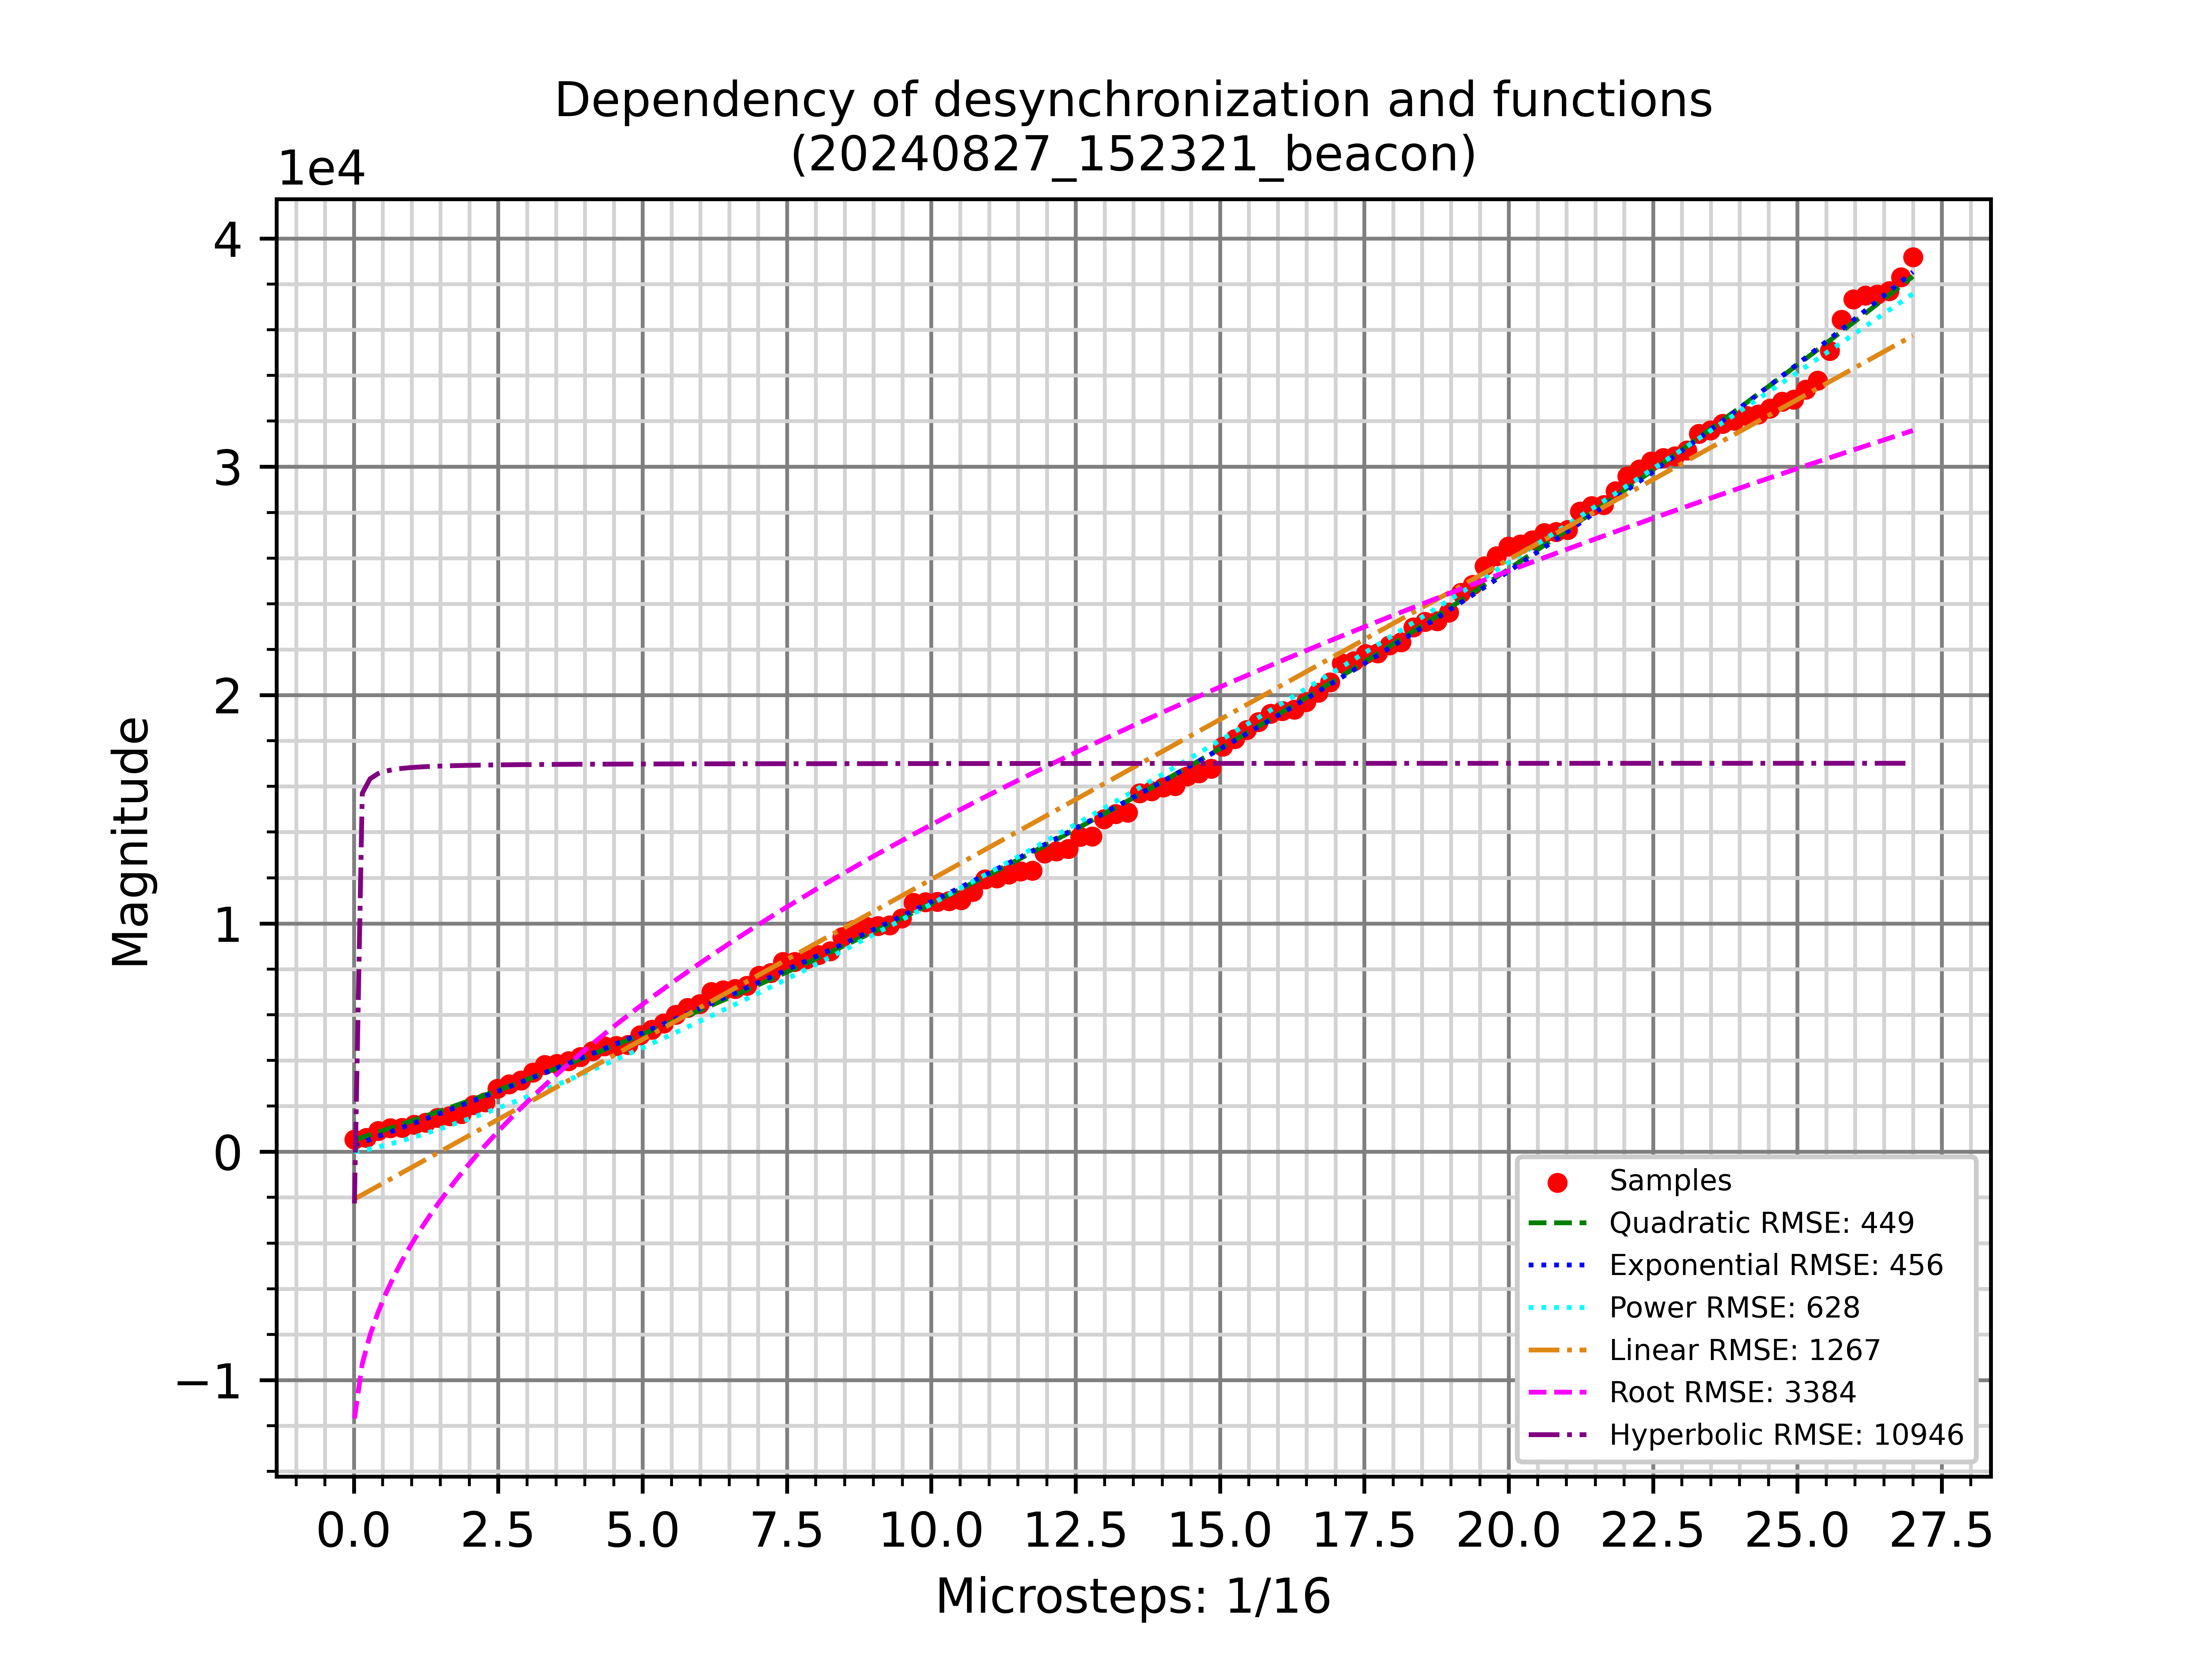 Dependency of desynchronization and functions
(20240827_152321_beacon)
1e4
4
3
2
1
0
−1
Magnitude
0.0 2.5 5.0 7.5 10.0 12.5 15.0 17.5 20.0 22.5 25.0 27.5
Microsteps: 1/16
Samples
Quadratic RMSE: 449
Exponential RMSE: 456
Power RMSE: 628
Linear RMSE: 1267
Root RMSE: 3384
Hyperbolic RMSE: 10946